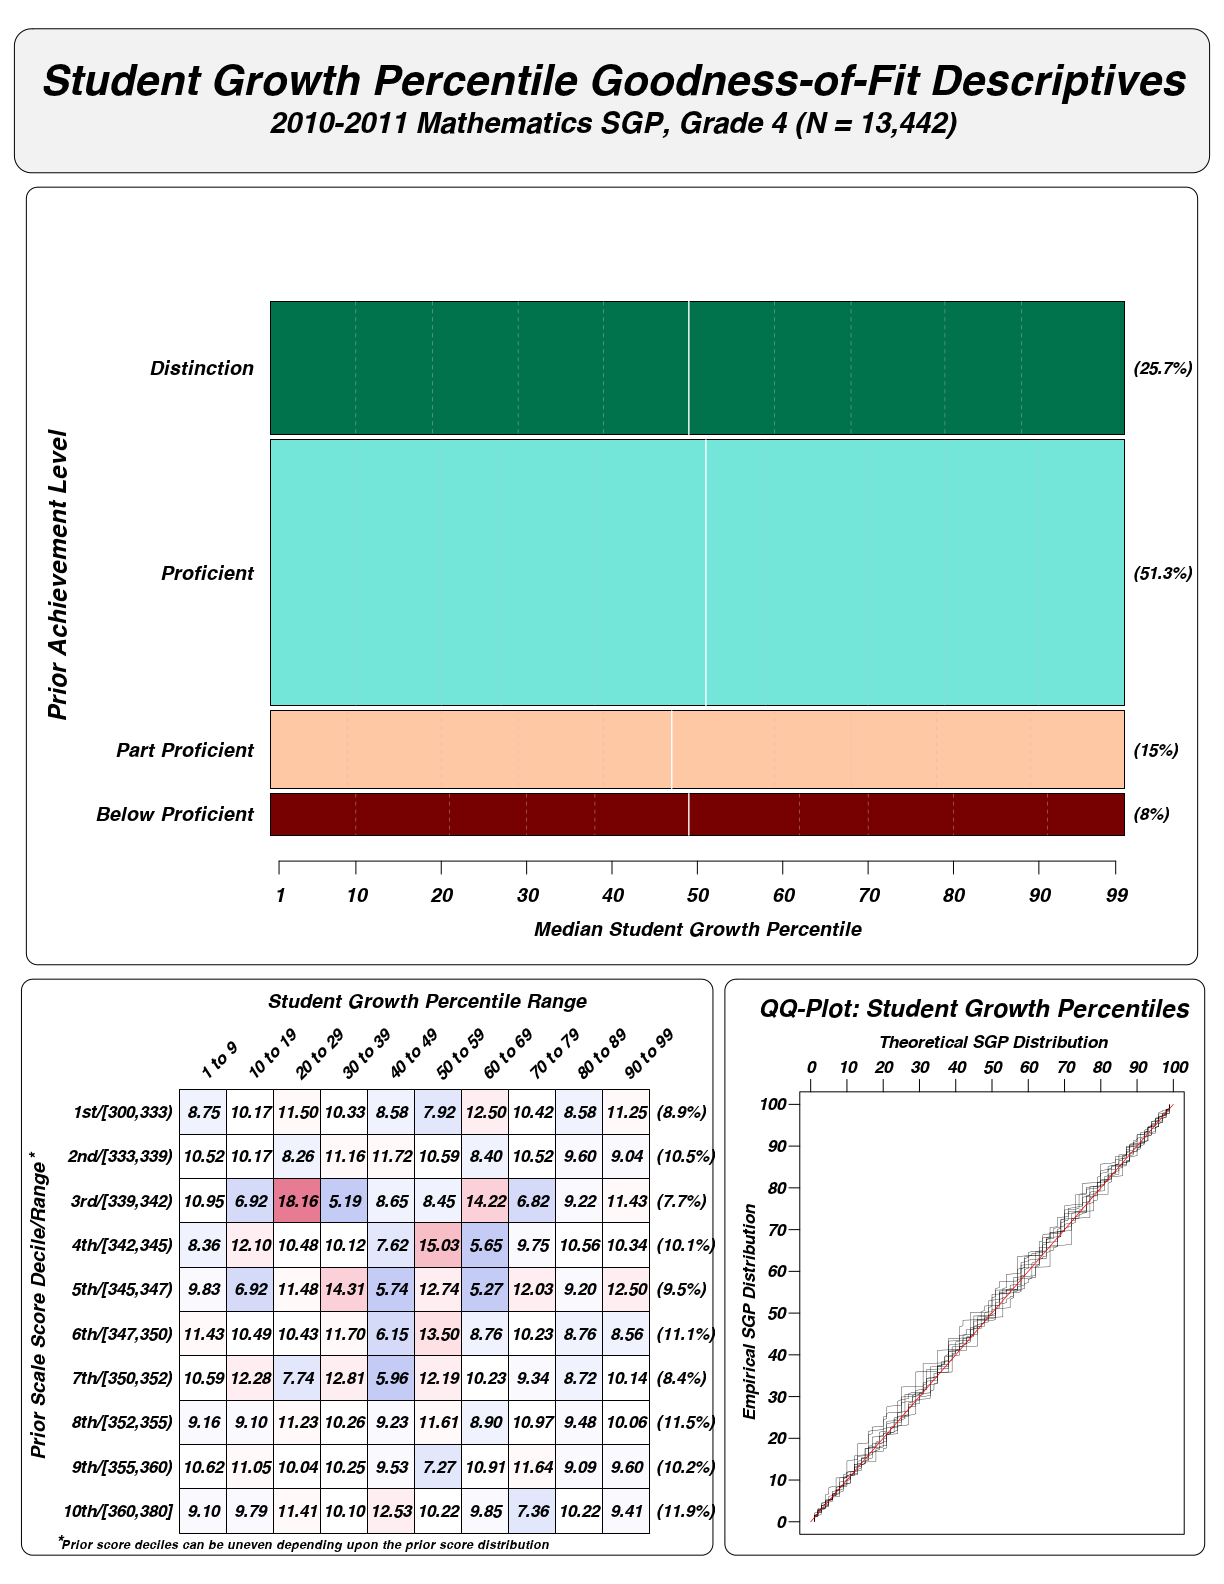 Student Growth Percentile Goodness-of-Fit Descriptives
2010-2011 Mathematics SGP, Grade 4 (N = 13,442)
Prior Achievement Level
Distinction (25.7%)
Proficient (51.3%)
Part Proficient (15%)
Below Proficient (8%)
1 10 20 30 40 50 60 70 80 90 99
Median Student Growth Percentile
Student Growth Percentile Range
1 to 9 10 to 19 20 to 29 30 to 39 40 to 49 50 to 59 60 to 69 70 to 79 80 to 89 90 to 99
Prior Scale Score Decile/Range*
1st/[300,333) 8.75 10.17 11.50 10.33 8.58 7.92 12.50 10.42 8.58 11.25 (8.9%)
2nd/[333,339) 10.52 10.17 8.26 11.16 11.72 10.59 8.40 10.52 9.60 9.04 (10.5%)
3rd/[339,342) 10.95 6.92 18.16 5.19 8.65 8.45 14.22 6.82 9.22 11.43 (7.7%)
4th/[342,345) 8.36 12.10 10.48 10.12 7.62 15.03 5.65 9.75 10.56 10.34 (10.1%)
5th/[345,347) 9.83 6.92 11.48 14.31 5.74 12.74 5.27 12.03 9.20 12.50 (9.5%)
6th/[347,350) 11.43 10.49 10.43 11.70 6.15 13.50 8.76 10.23 8.76 8.56 (11.1%)
7th/[350,352) 10.59 12.28 7.74 12.81 5.96 12.19 10.23 9.34 8.72 10.14 (8.4%)
8th/[352,355) 9.16 9.10 11.23 10.26 9.23 11.61 8.90 10.97 9.48 10.06 (11.5%)
9th/[355,360) 10.62 11.05 10.04 10.25 9.53 7.27 10.91 11.64 9.09 9.60 (10.2%)
10th/[360,380] 9.10 9.79 11.41 10.10 12.53 10.22 9.85 7.36 10.22 9.41 (11.9%)
*Prior score deciles can be uneven depending upon the prior score distribution
QQ-Plot: Student Growth Percentiles
Theoretical SGP Distribution
0 10 20 30 40 50 60 70 80 90 100
Empirical SGP Distribution
100
90
80
70
60
50
40
30
20
10
0